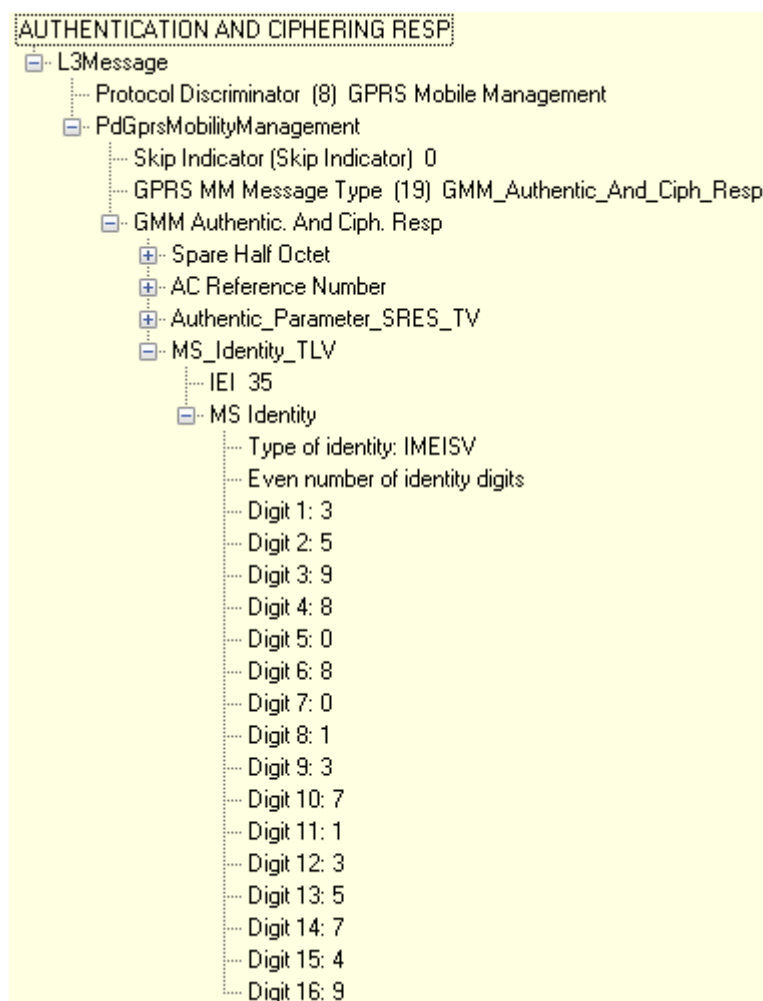 AUTHENTICATION AND CIPHERING RESP
L3Message
Protocol Discriminator (8) GPRS Mobile Management
PdGprsMobilityManagement
Skip Indicator (Skip Indicator) 0
GPRS MM Message Type (19) GMM_Authentic_And_Ciph_Resp
GMM Authentic. And Ciph. Resp
Spare Half Octet
AC Reference Number
Authentic_Parameter_SRES_TV
MS_Identity_TLV
IEI 35
MS Identity
Type of identity: IMEISV
Even number of identity digits
Digit 1: 3
Digit 2: 5
Digit 3: 9
Digit 4: 8
Digit 5: 0
Digit 6: 8
Digit 7: 0
Digit 8: 1
Digit 9: 3
Digit 10: 7
Digit 11: 1
Digit 12: 3
Digit 13: 5
Digit 14: 7
Digit 15: 4
Digit 16: 9